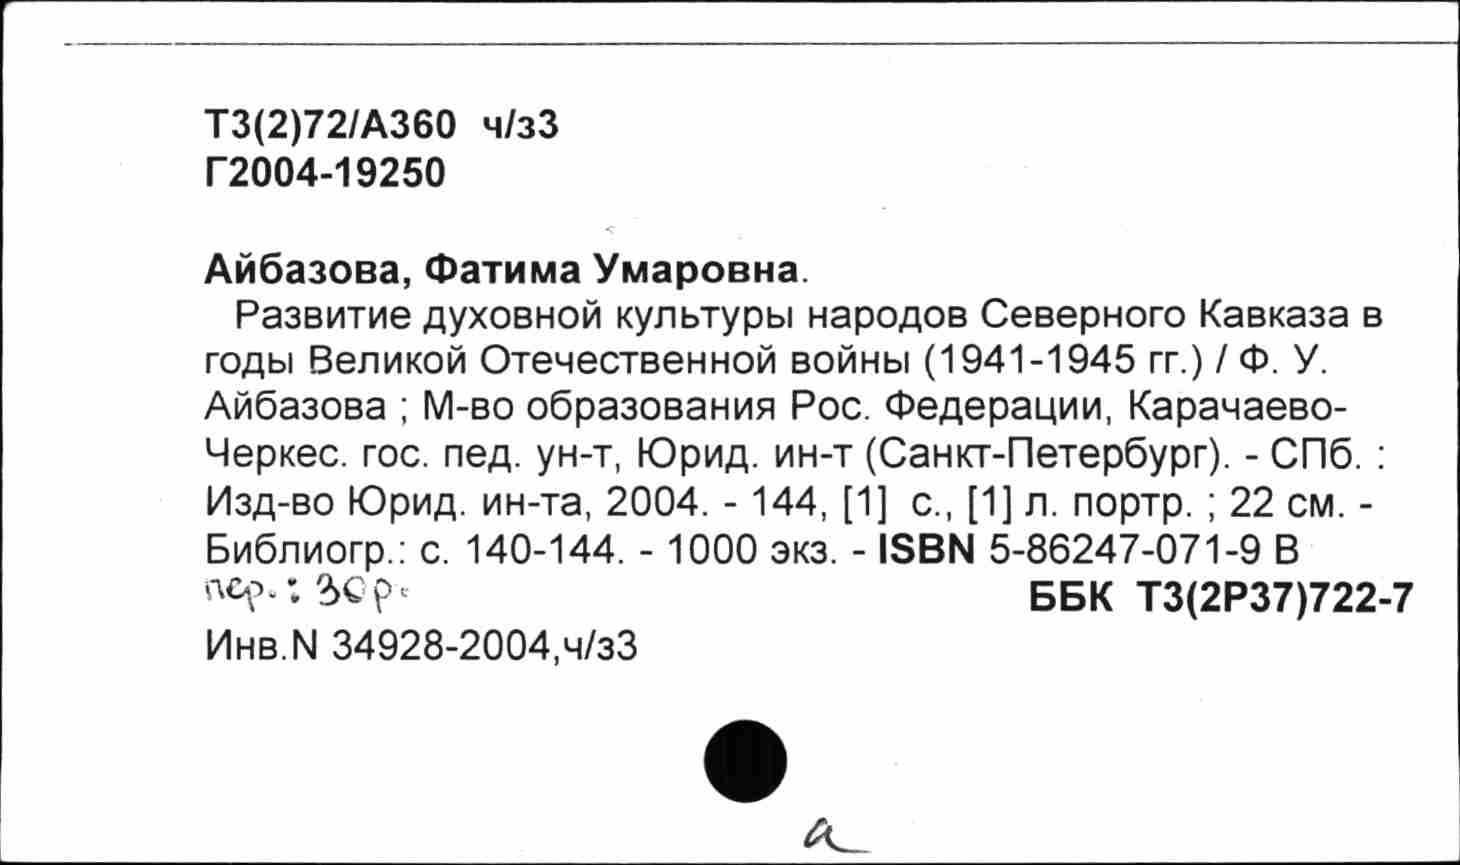 Т3(2)72/А360 ч/з3
Г2004-19250
Айбазова, Фатима Умаровна.
Развитие духовной культуры народов Северного Кавказа в
годы Великой Отечественной войны (1941-1945 гг.) / Ф. У.
Айбазова ; М-во образования Рос. Федерации, Карачаево-
Черкес. гос. пед. ун-т, Юрид. ин-т (Санкт-Петербург). - СПб. :
Изд-во Юрид. ин-та, 2004. - 144, [1] с., [1] л. портр. ; 22 см. -
Библиогр.: с. 140-144. - 1000 экз. - ISBN 5-86247-071-9 В
пер. : 30р.
ББК Т3(2Р37)722-7
Инв.N 34928-2004,ч/з3
а